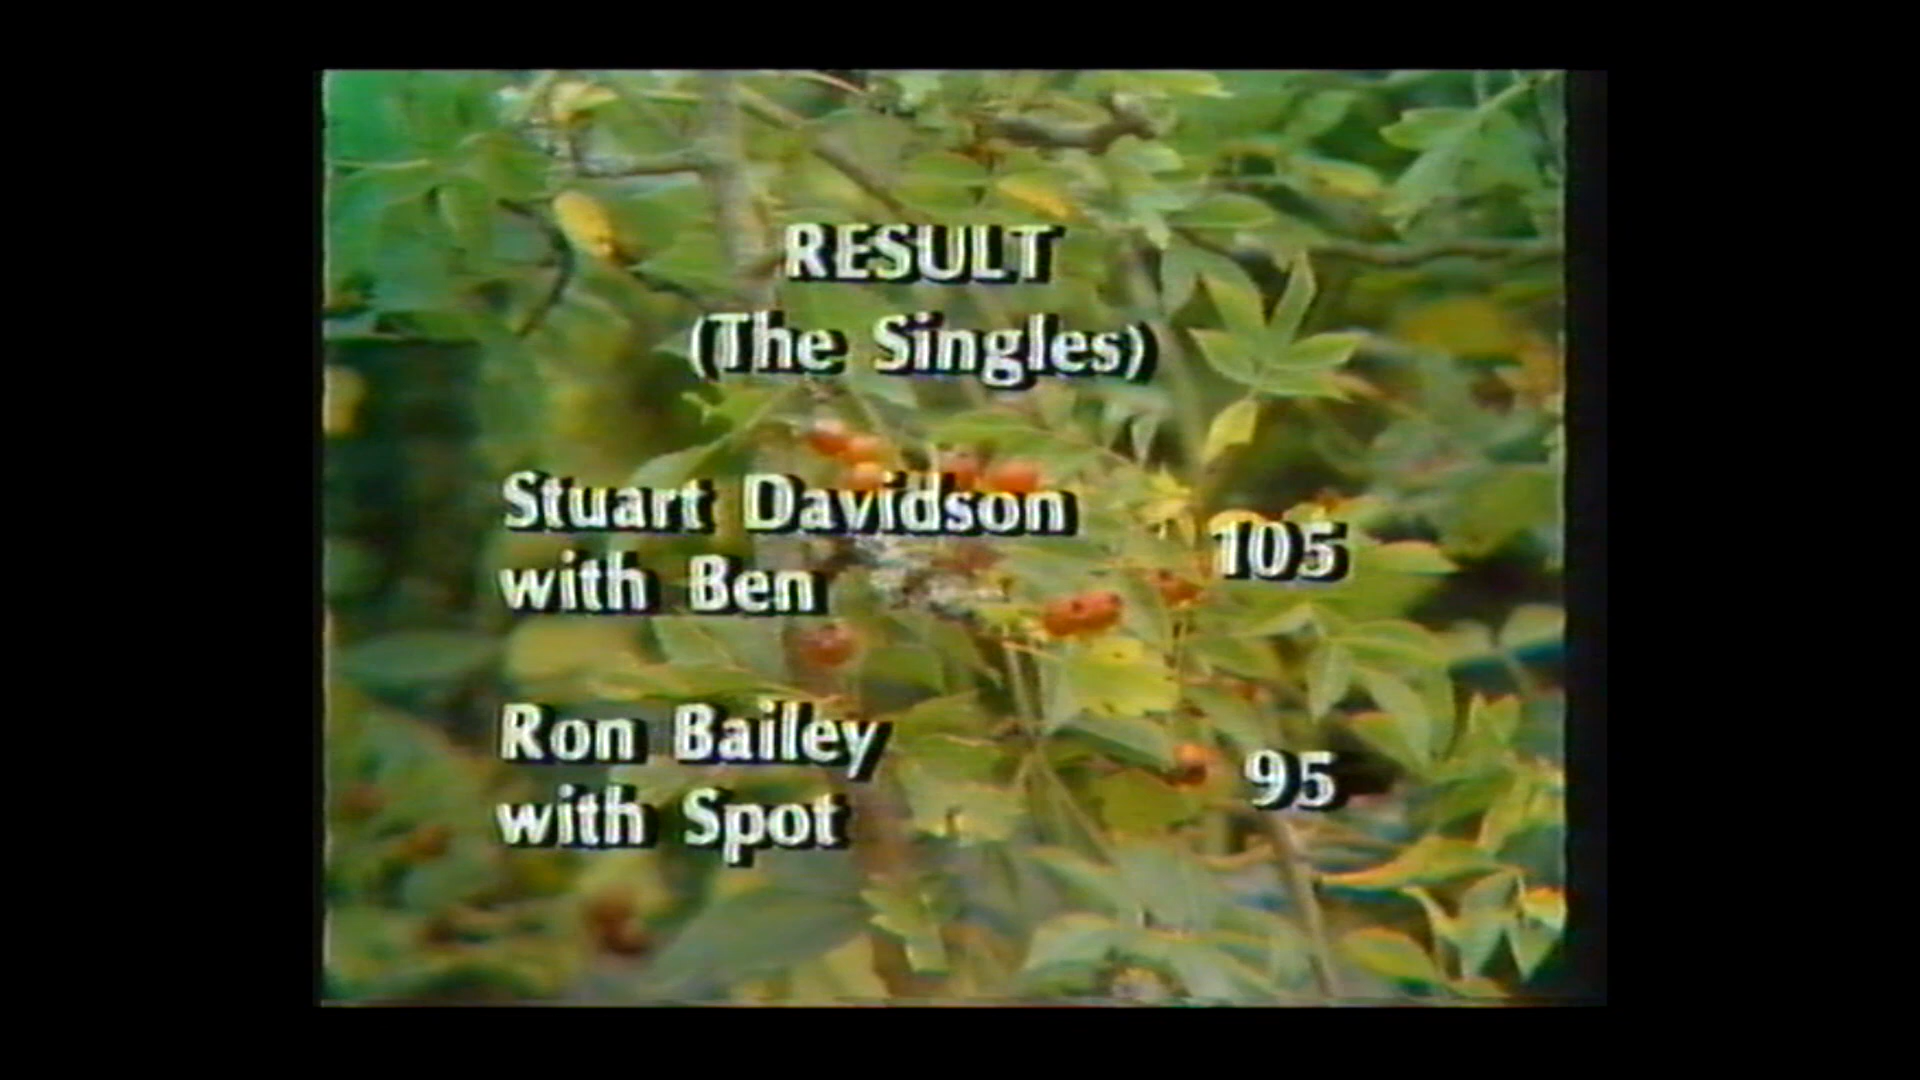 RESULT
(The Singles)
Stuart Davidson
with Ben
105
Ron Bailey
with Spot
95